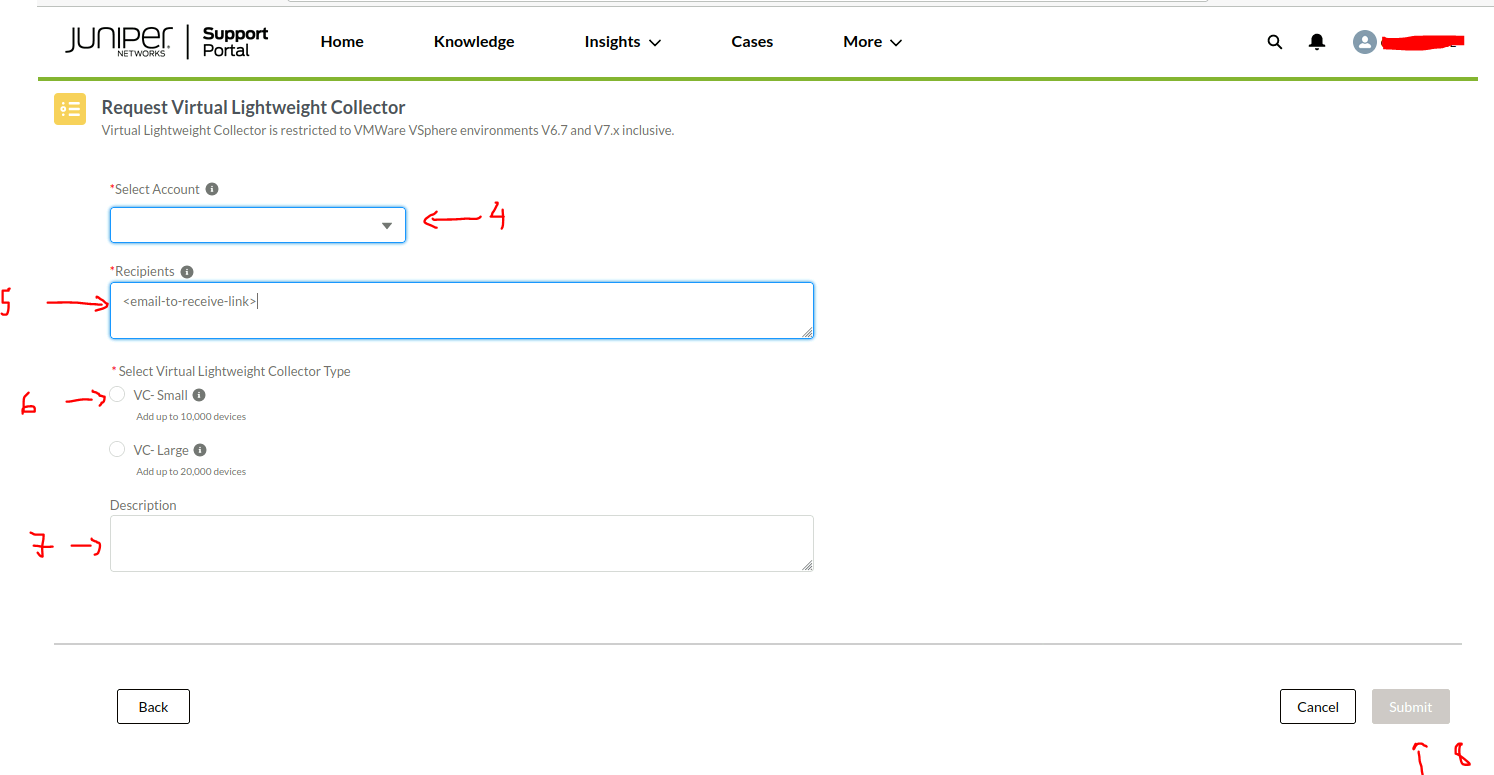 JUNIPER NETWORKS | Support Portal Home Knowledge Insights Cases More
Request Virtual Lightweight Collector
Virtual Lightweight Collector is restricted to VMWare VSphere environments V6.7 and V7.x inclusive.
*Select Account
4
*Recipients
5
<email-to-receive-link>
*Select Virtual Lightweight Collector Type
6
VC- Small
Add up to 10,000 devices
VC- Large
Add up to 20,000 devices
Description
7
Back Cancel Submit
8